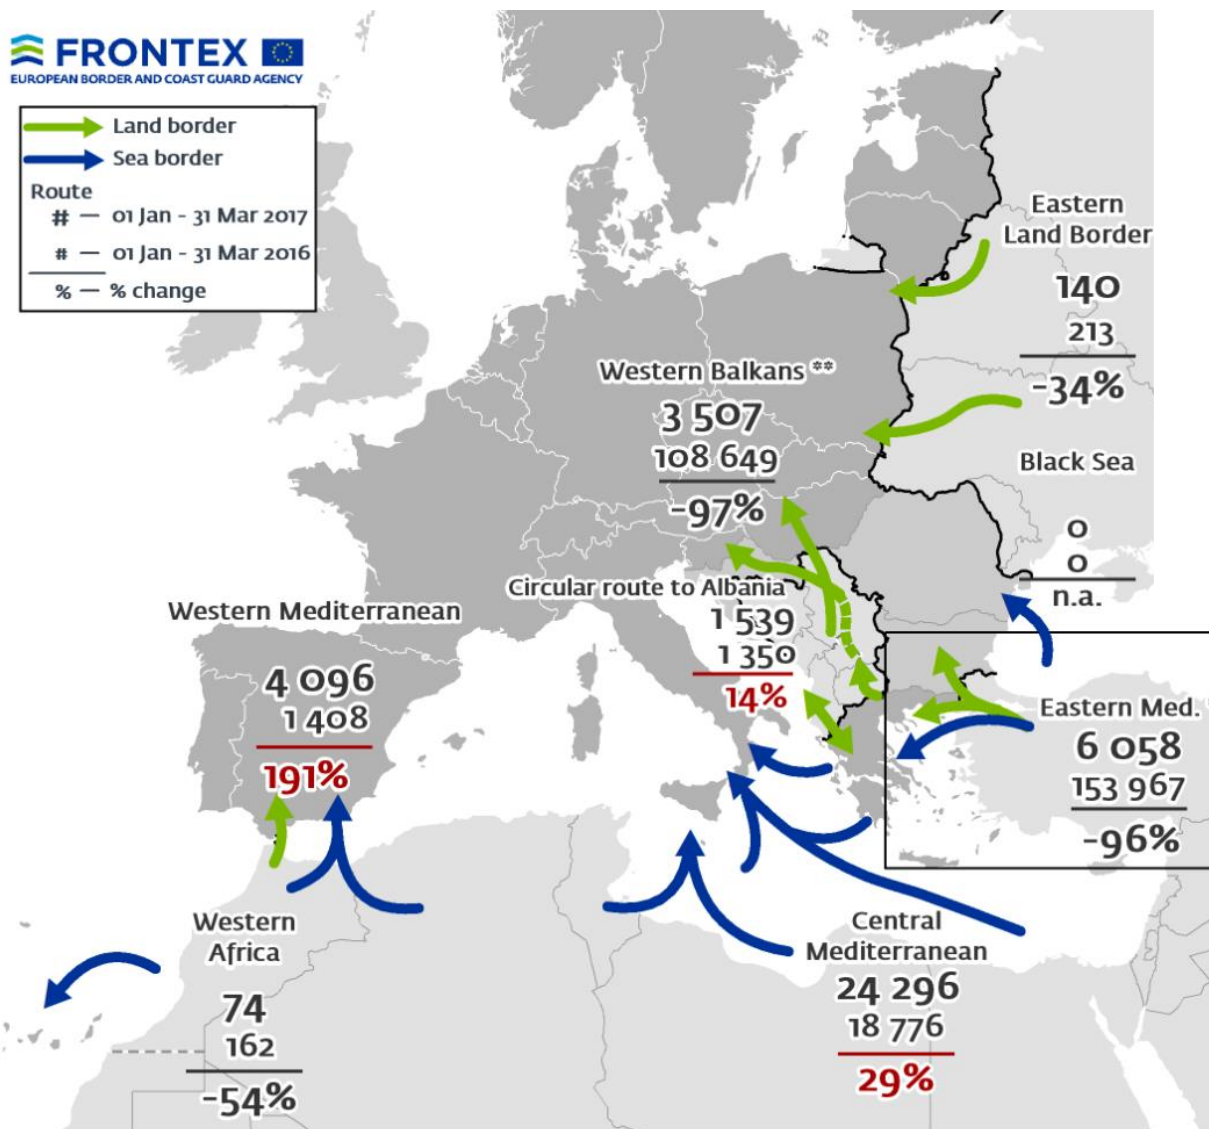 FRONTEX
EUROPEAN BORDER AND COAST GUARD AGENCY
Land border
Sea border
Route
# — 01 Jan - 31 Mar 2017
# — 01 Jan - 31 Mar 2016
% — % change
Eastern
Land Border
140
213
-34%
Western Balkans **
3 507
108 649
-97%
Black Sea
0
0
n.a.
Circular route to Albania
1 539
1 350
14%
Western Mediterranean
4 096
1 408
191%
Eastern Med.
6 058
153 967
-96%
Western
Africa
74
162
-54%
Central
Mediterranean
24 296
18 776
29%